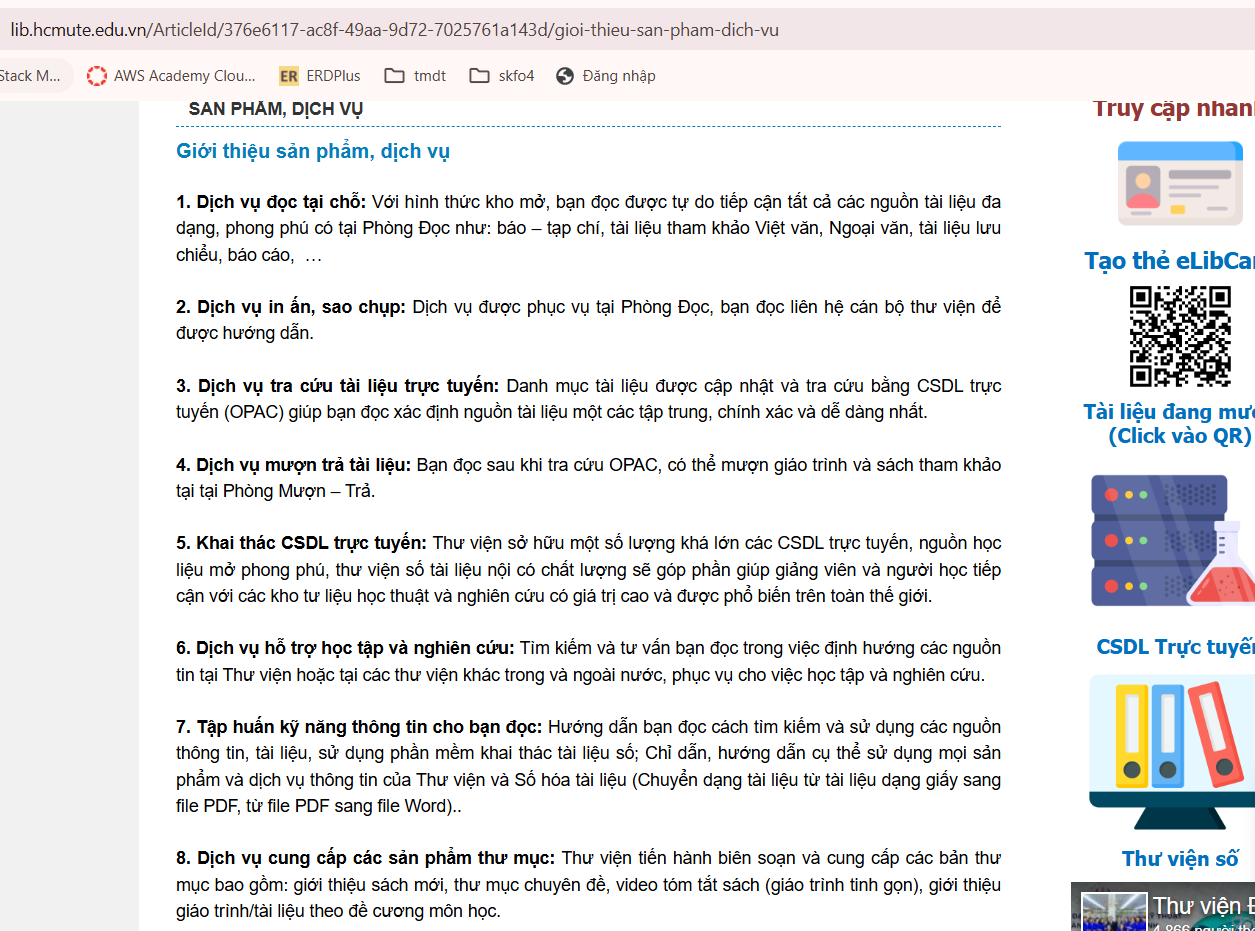 lib.hcmute.edu.vn/ArticleId/376e6117-ac8f-49aa-9d72-7025761a143d/gioi-thieu-san-pham-dich-vu
Stack M...
AWS Academy Clou...
ER ERDPlus
tmdt
skfo4
Đăng nhập
SẢN PHẨM, DỊCH VỤ
Giới thiệu sản phẩm, dịch vụ
1. Dịch vụ đọc tại chỗ: Với hình thức kho mở, bạn đọc được tự do tiếp cận tất cả các nguồn tài liệu đa
dạng, phong phú có tại Phòng Đọc như: báo – tạp chí, tài liệu tham khảo Việt văn, Ngoại văn, tài liệu lưu
chiểu, báo cáo,  …
2. Dịch vụ in ấn, sao chụp: Dịch vụ được phục vụ tại Phòng Đọc, bạn đọc liên hệ cán bộ thư viện để
được hướng dẫn.
3. Dịch vụ tra cứu tài liệu trực tuyến: Danh mục tài liệu được cập nhật và tra cứu bằng CSDL trực
tuyến (OPAC) giúp bạn đọc xác định nguồn tài liệu một các tập trung, chính xác và dễ dàng nhất.
4. Dịch vụ mượn trả tài liệu: Bạn đọc sau khi tra cứu OPAC, có thể mượn giáo trình và sách tham khảo
tại tại Phòng Mượn – Trả.
5. Khai thác CSDL trực tuyến: Thư viện sở hữu một số lượng khá lớn các CSDL trực tuyến, nguồn học
liệu mở phong phú, thư viện số tài liệu nội có chất lượng sẽ góp phần giúp giảng viên và người học tiếp
cận với các kho tư liệu học thuật và nghiên cứu có giá trị cao và được phổ biến trên toàn thế giới.
6. Dịch vụ hỗ trợ học tập và nghiên cứu: Tìm kiếm và tư vấn bạn đọc trong việc định hướng các nguồn
tin tại Thư viện hoặc tại các thư viện khác trong và ngoài nước, phục vụ cho việc học tập và nghiên cứu.
7. Tập huấn kỹ năng thông tin cho bạn đọc: Hướng dẫn bạn đọc cách tìm kiếm và sử dụng các nguồn
thông tin, tài liệu, sử dụng phần mềm khai thác tài liệu số; Chỉ dẫn, hướng dẫn cụ thể sử dụng mọi sản
phẩm và dịch vụ thông tin của Thư viện và Số hóa tài liệu (Chuyển dạng tài liệu từ tài liệu dạng giấy sang
file PDF, từ file PDF sang file Word)..
8. Dịch vụ cung cấp các sản phẩm thư mục: Thư viện tiến hành biên soạn và cung cấp các bản thư
mục bao gồm: giới thiệu sách mới, thư mục chuyên đề, video tóm tắt sách (giáo trình tinh gọn), giới thiệu
giáo trình/tài liệu theo đề cương môn học.
Truy cập
Tạo thẻ
Tài liệu đang
(Click vào QR)
CSDL Trực
Thư viện số
Thư viện
4.866 người